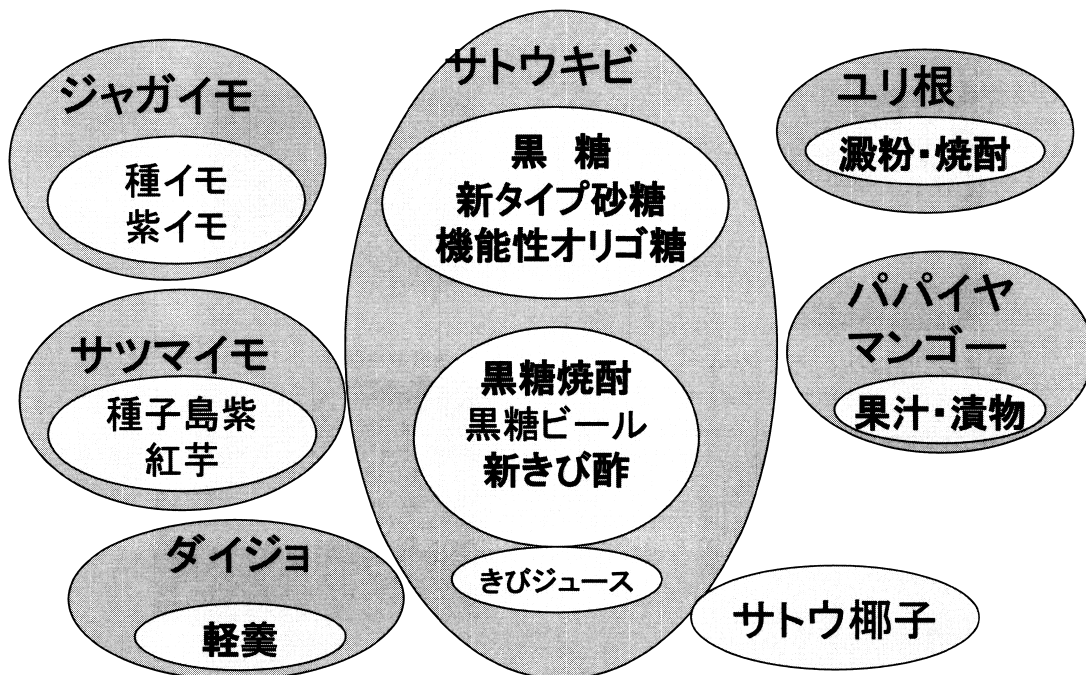 ジャガイモ
種イモ
紫イモ
サツマイモ
種子島紫
紅芋
ダイジョ
軽羹
サトウキビ
黒 糖
新タイプ砂糖
機能性オリゴ糖
黒糖焼酎
黒糖ビール
新きび酢
きびジュース
ユリ根
澱粉・焼酎
パパイヤ
マンゴー
果汁・漬物
サトウ椰子